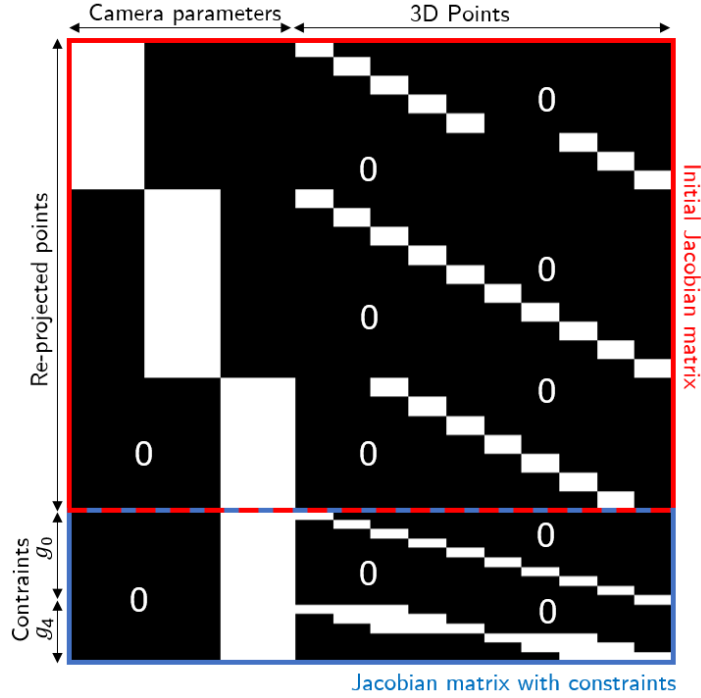 Camera parameters
3D Points
0
0
Re-projected points
0
0
Initial Jacobian matrix
0
0
0
Contraints
g0
0
0
0
g4
0
Jacobian matrix with constraints